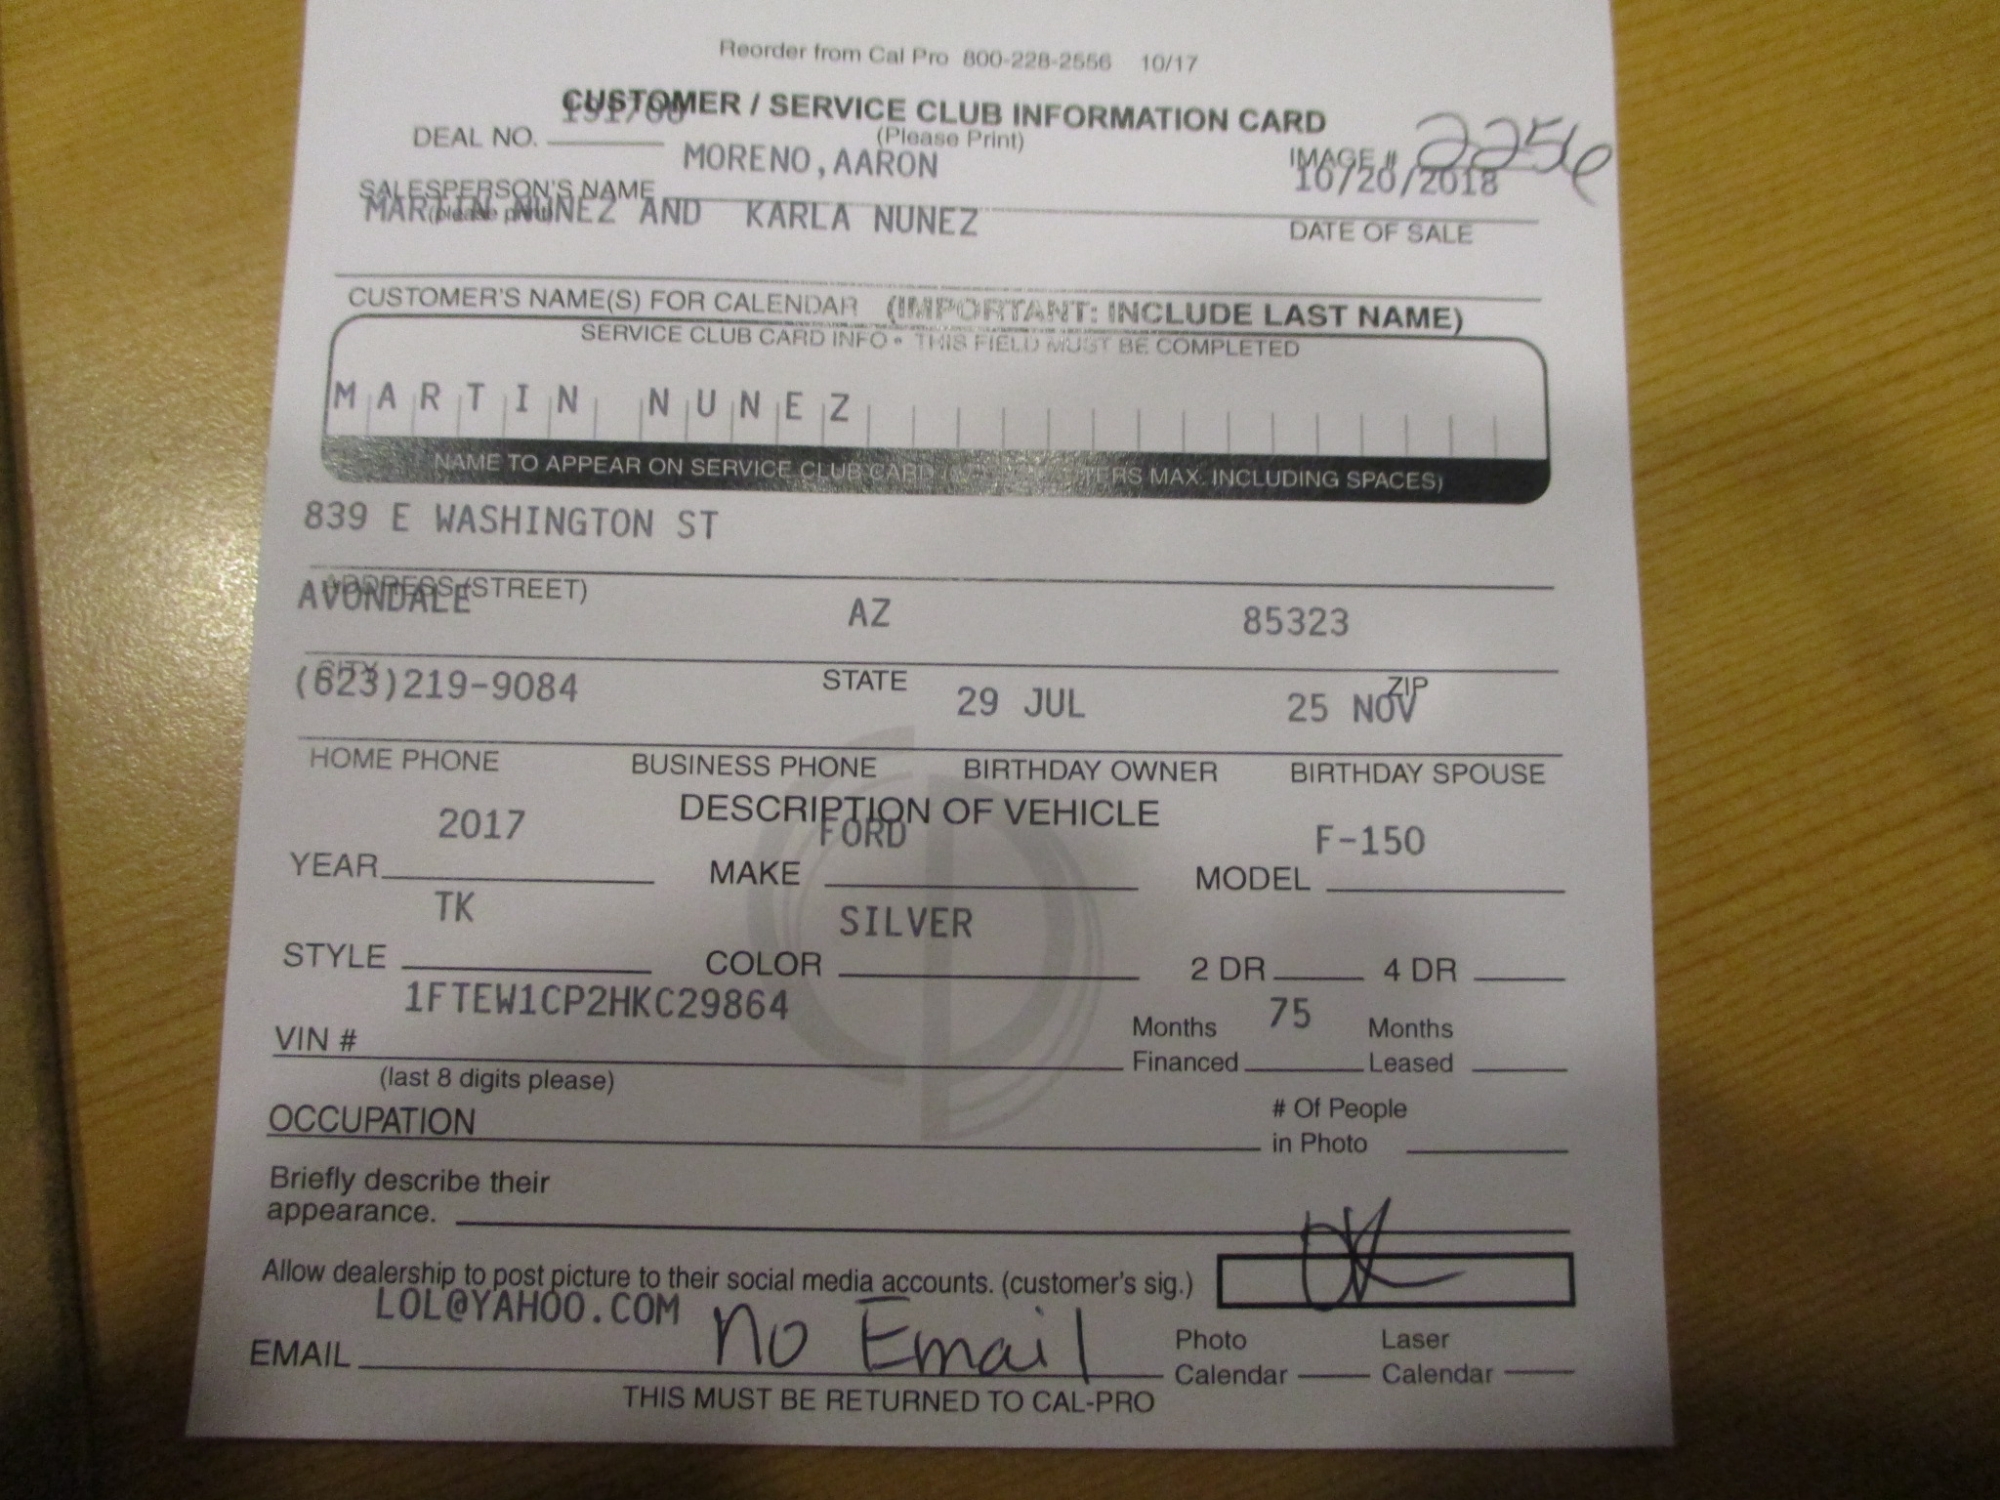 Reorder from Cal Pro 800-228-2556 10/17
CUSTOMER / SERVICE CLUB INFORMATION CARD
(Please Print)
DEAL NO.
IMAGE # 2256
MORENO,AARON
10/20/2018
SALESPERSON'S NAME
(please print)
MARTIN NUNEZ AND KARLA NUNEZ
DATE OF SALE
CUSTOMER'S NAME(S) FOR CALENDAR (IMPORTANT: INCLUDE LAST NAME)
SERVICE CLUB CARD INFO • THIS FIELD MUST BE COMPLETED
MARTIN NUNEZ
NAME TO APPEAR ON SERVICE CLUB CARD MAX. INCLUDING SPACES)
839 E WASHINGTON ST
ADDRESS (STREET)
AVONDALE AZ 85323
CITY STATE ZIP
(623)219-9084 29 JUL 25 NOV
HOME PHONE BUSINESS PHONE BIRTHDAY OWNER BIRTHDAY SPOUSE
DESCRIPTION OF VEHICLE
2017 FORD F-150
YEAR MAKE MODEL
TK SILVER
STYLE COLOR 2 DR 4 DR
1FTEW1CP2HKC29864
VIN #
(last 8 digits please)
Months Financed 75 Months Leased
OCCUPATION
# Of People
in Photo
Briefly describe their
appearance.
Allow dealership to post picture to their social media accounts. (customer's sig.)
LOL@YAHOO.COM
EMAIL No Email
Photo Calendar Laser Calendar
THIS MUST BE RETURNED TO CAL-PRO